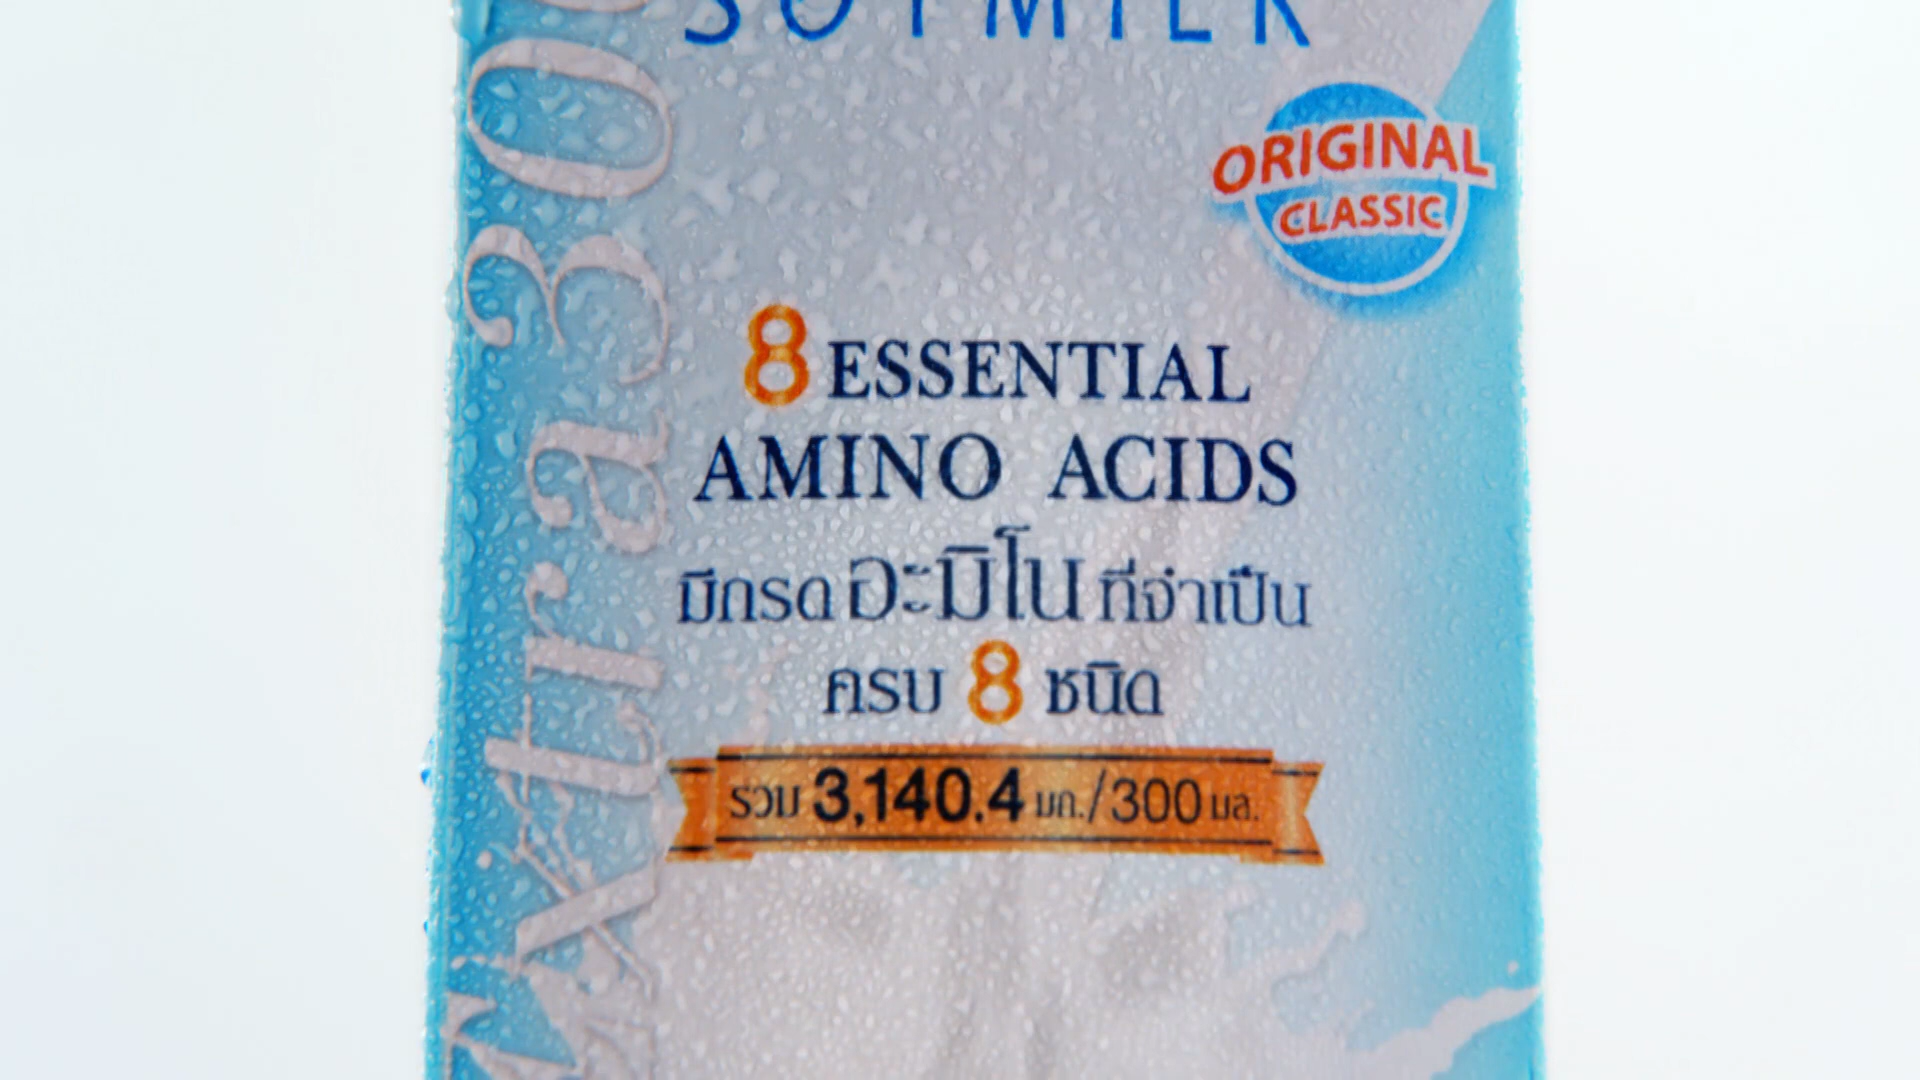 SOYMILK
ORIGINAL
CLASSIC
8 ESSENTIAL
AMINO ACIDS
มีกรดอะมิโนที่จำเป็น
ครบ 8 ชนิด
รวม 3,140.4 มก./300 มล.
Extra300